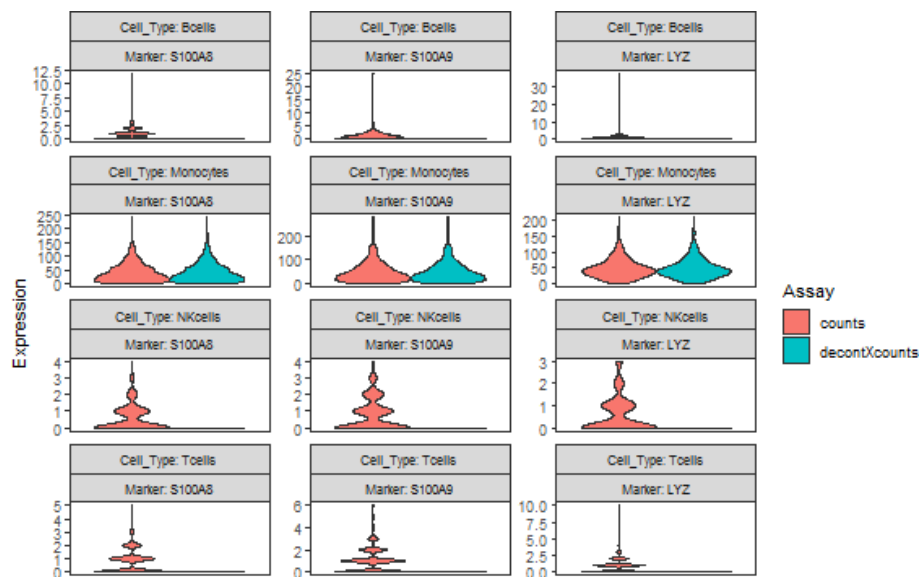 Cell_Type: Bcells
Cell_Type: Bcells
Cell_Type: Bcells
Marker: S100A8
Marker: S100A9
Marker: LYZ
12.5
10.0
7.5
5.0
2.5
0.0
25
20
15
10
5
0
30
20
10
0
Cell_Type: Monocytes
Cell_Type: Monocytes
Cell_Type: Monocytes
Marker: S100A8
Marker: S100A9
Marker: LYZ
250
200
150
100
50
0
200
100
0
200
150
100
50
0
Expression
Cell_Type: NKcells
Cell_Type: NKcells
Cell_Type: NKcells
Marker: S100A8
Marker: S100A9
Marker: LYZ
4
3
2
1
0
4
3
2
1
0
3
2
1
0
Cell_Type: Tcells
Cell_Type: Tcells
Cell_Type: Tcells
Marker: S100A8
Marker: S100A9
Marker: LYZ
5
4
3
2
1
0
6
4
2
0
10.0
7.5
5.0
2.5
0.0
Assay
counts
decontXcounts